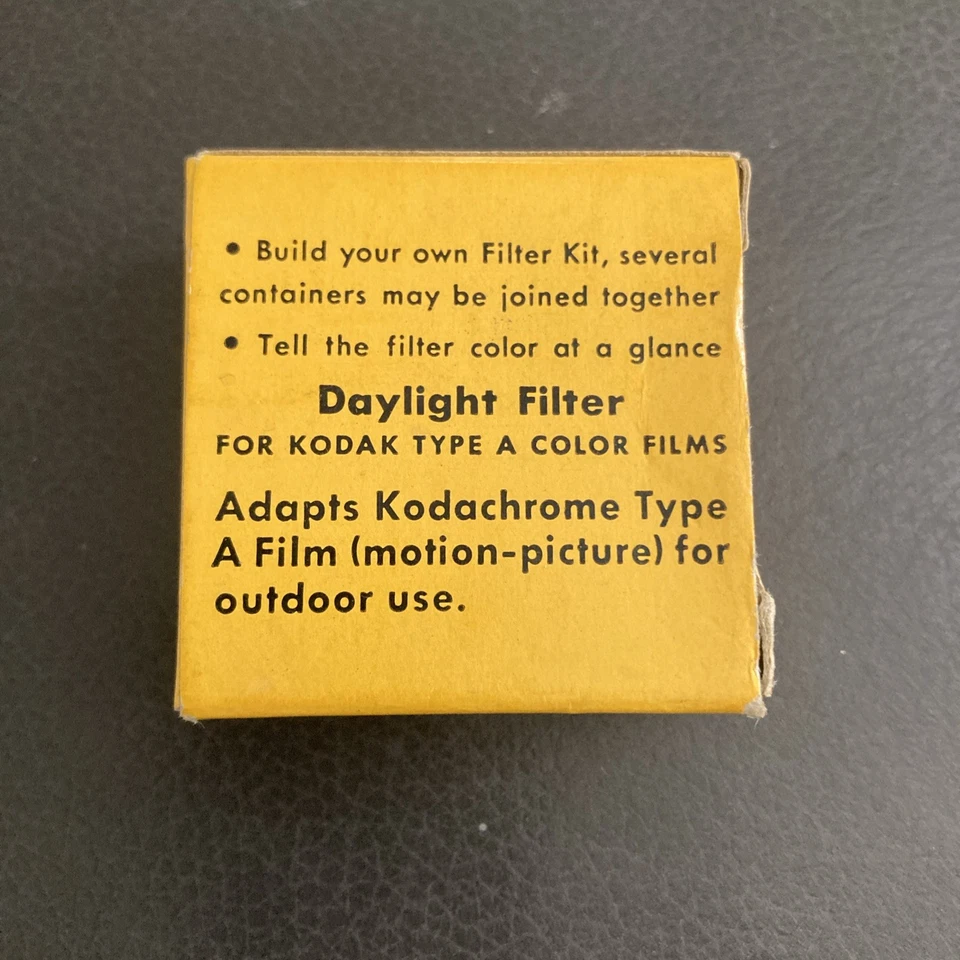 • Build your own Filter Kit, several
containers may be joined together
• Tell the filter color at a glance
Daylight Filter
FOR KODAK TYPE A COLOR FILMS
Adapts Kodachrome Type
A Film (motion-picture) for
outdoor use.